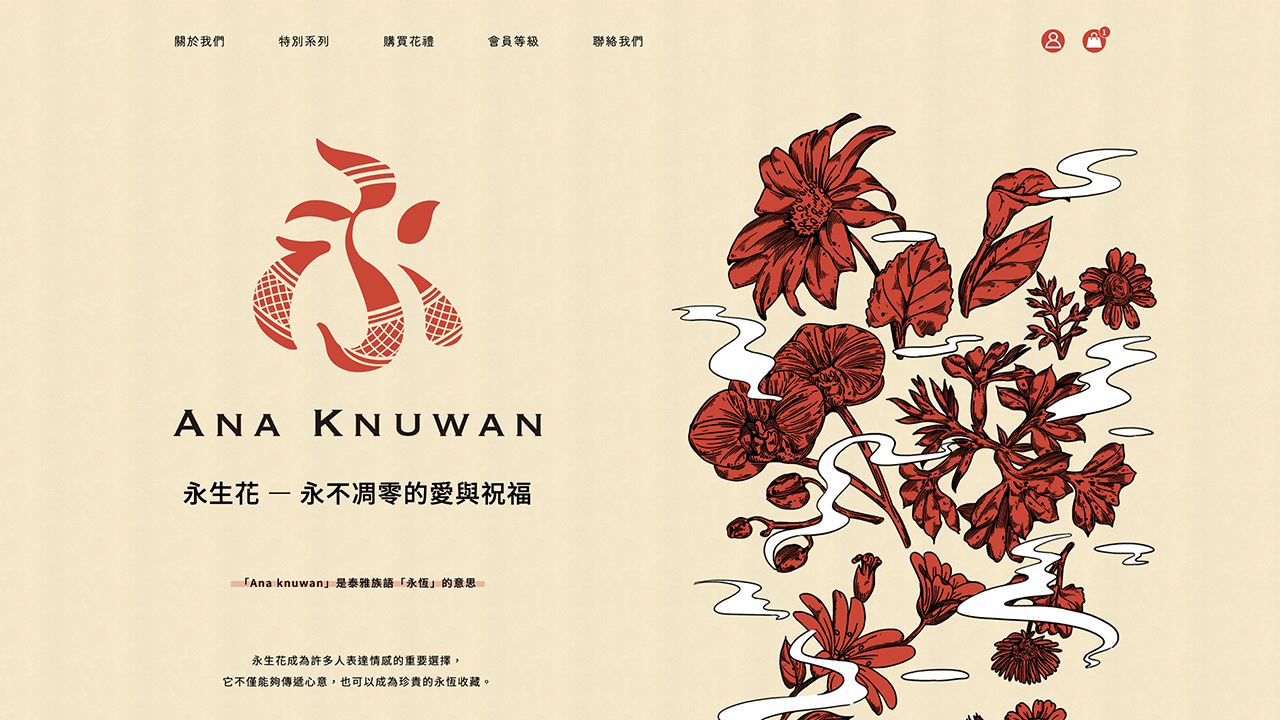 關於我們
特別系列
購買花禮
會員等級
聯絡我們
1
永
ANA KNUWAN
永生花 — 永不凋零的愛與祝福
「Ana knuwan」是泰雅族語「永恆」的意思
永生花成為許多人表達情感的重要選擇，
它不僅能夠傳遞心意，也可以成為珍貴的永恆收藏。